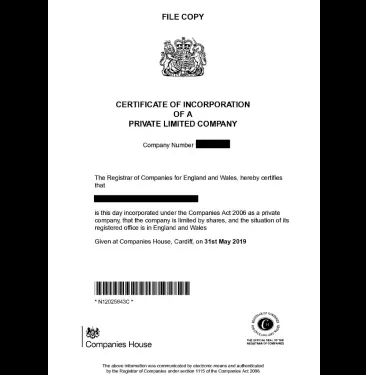 FILE COPY
CERTIFICATE OF INCORPORATION
OF A
PRIVATE LIMITED COMPANY
Company Number
The Registrar of Companies for England and Wales, hereby certifies
that
is this day incorporated under the Companies Act 2006 as a private
company, that the company is limited by shares, and the situation of its
registered office is in England and Wales
Given at Companies House, Cardiff, on 31st May 2019
Companies House
THE OFFICIAL SEAL OF THE
REGISTRAR OF COMPANIES
The above information was communicated by electronic means and authenticated
by the Registrar of Companies under section 1115 of the Companies Act 2006